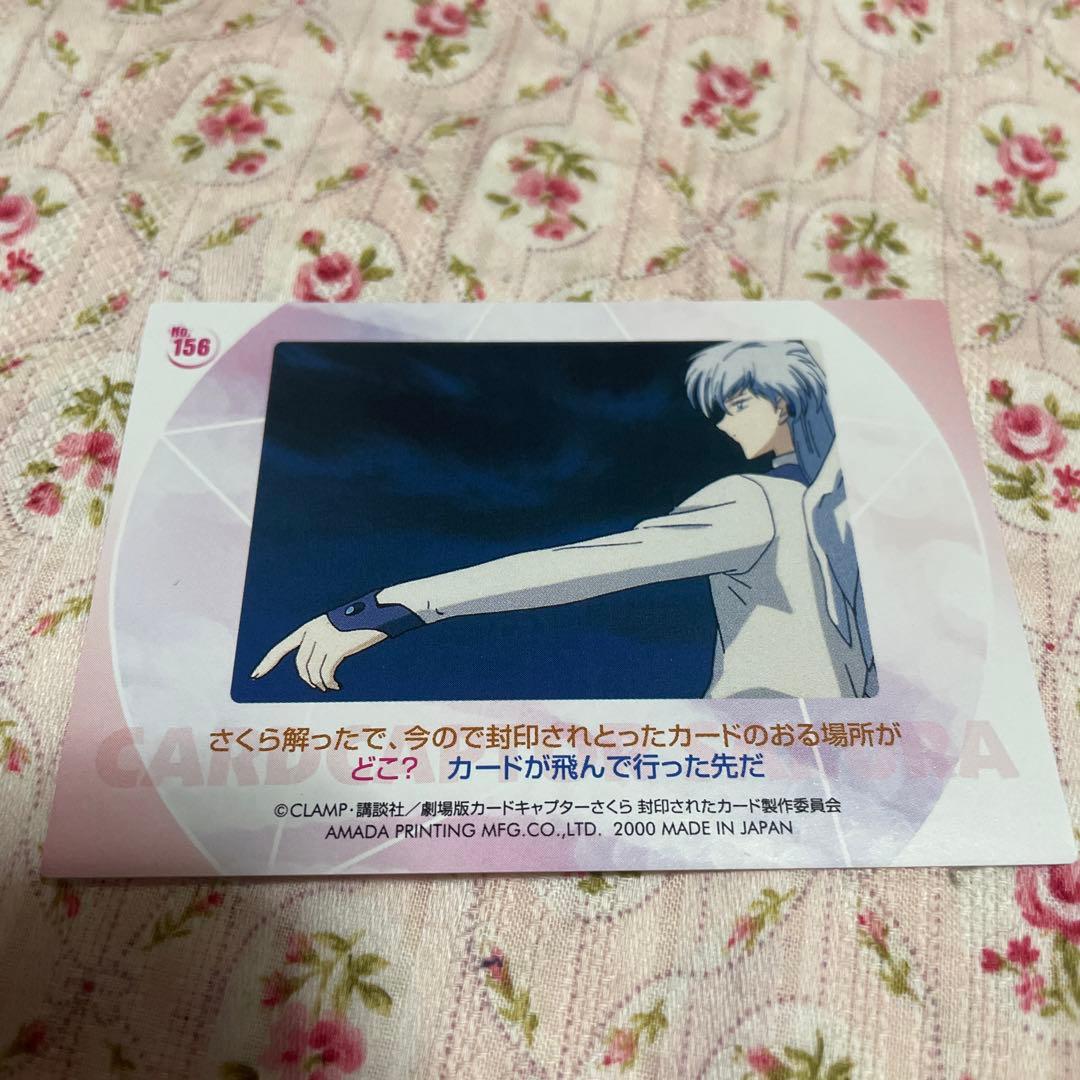 No.
156
CARDCAPTOR SAKURA
さくら解ったで、今ので封印されとったカードのおる場所が
どこ？　カードが飛んで行った先だ
©CLAMP・講談社／劇場版カードキャプターさくら 封印されたカード製作委員会
AMADA PRINTING MFG.CO.,LTD. 2000 MADE IN JAPAN